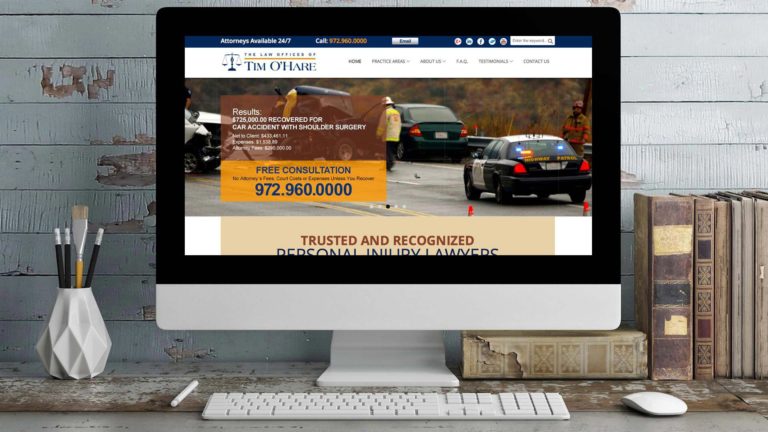 Attorneys Available 24/7
Call: 972.960.0000
Email
Enter the keyword...
THE LAW OFFICES OF
TIM O'HARE
HOME PRACTICE AREAS ABOUT US F.A.Q. TESTIMONIALS CONTACT US
Results:
$725,000.00 RECOVERED FOR
CAR ACCIDENT WITH SHOULDER SURGERY
Net to Client: $433,461.11
Expenses: $1,538.89
Attorney Fees: $290,000.00
FREE CONSULTATION
No Attorney's Fees, Court Costs or Expenses Unless You Recover
972.960.0000
HIGHWAY PATROL
TRUSTED AND RECOGNIZED
PERSONAL INJURY LAWYERS